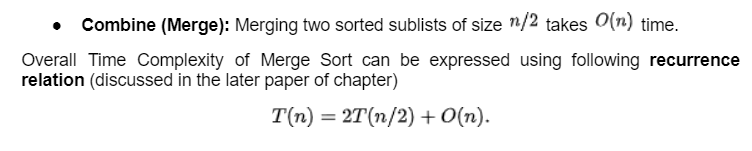 • Combine (Merge): Merging two sorted sublists of size n/2 takes O(n) time.
Overall Time Complexity of Merge Sort can be expressed using following recurrence
relation (discussed in the later paper of chapter)
T(n) = 2T(n/2) + O(n).